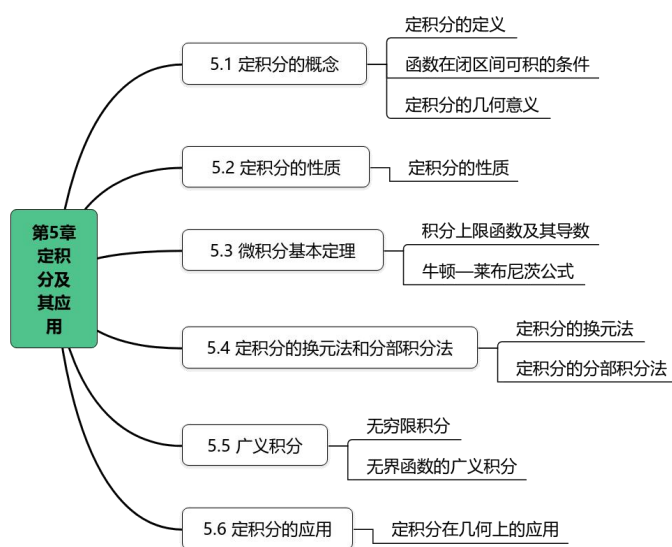 第5章
定积
分及
其应
用
5.1 定积分的概念
定积分的定义
函数在闭区间可积的条件
定积分的几何意义
5.2 定积分的性质
定积分的性质
5.3 微积分基本定理
积分上限函数及其导数
牛顿—莱布尼茨公式
5.4 定积分的换元法和分部积分法
定积分的换元法
定积分的分部积分法
5.5 广义积分
无穷限积分
无界函数的广义积分
5.6 定积分的应用
定积分在几何上的应用